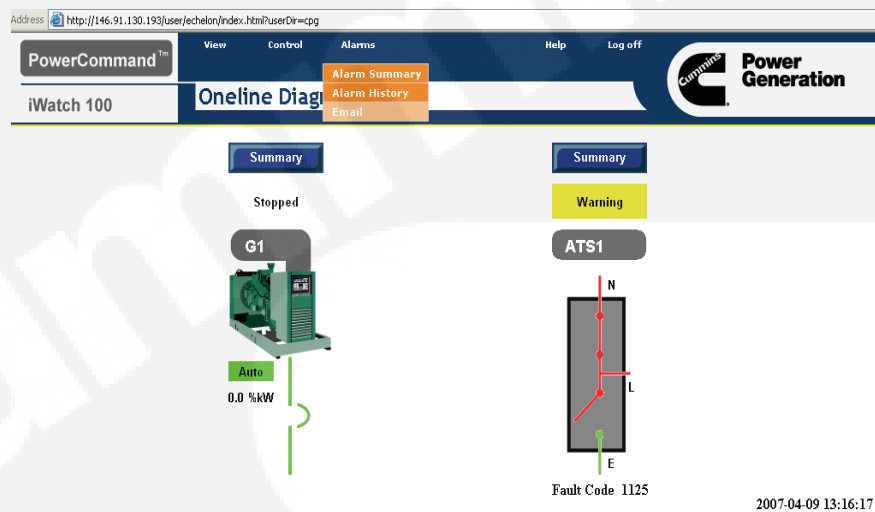 Address http://146.91.130.193/user/echelon/index.html?userDir=cpg
PowerCommand™
iWatch 100
View Control Alarms Help Log off
Alarm Summary
Alarm History
Email
Oneline Diag
Cummins
Power
Generation
Summary Summary
Stopped Warning
G1 ATS1
N
Auto
L
0.0 %kW
E
Fault Code 1125
2007-04-09 13:16:17